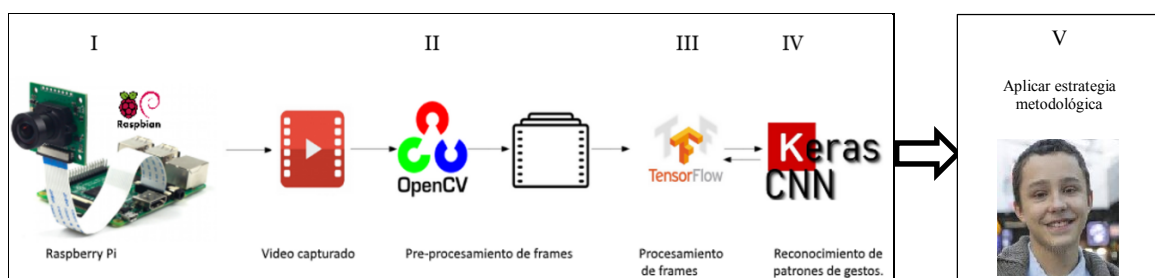 I
II
III
IV
V
Aplicar estrategia
metodológica
Raspbian
OpenCV
TF
TensorFlow
Keras
CNN
Raspberry Pi
Video capturado
Pre-procesamiento de frames
Procesamiento
de frames
Reconocimiento de
patrones de gestos.